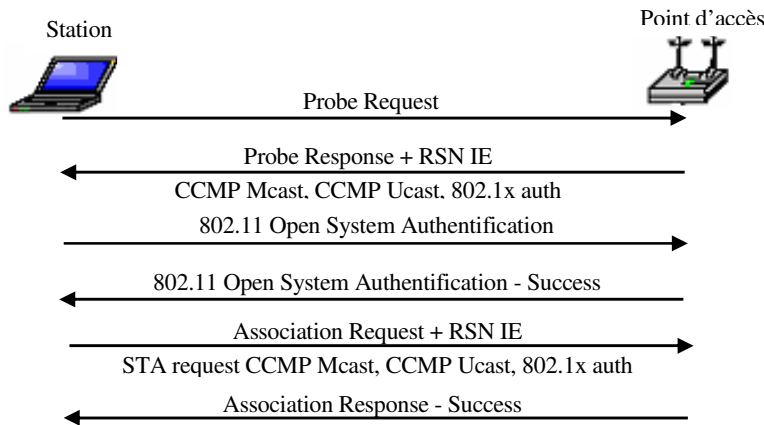 Station
Point d'accès
Probe Request
Probe Response + RSN IE
CCMP Mcast, CCMP Ucast, 802.1x auth
802.11 Open System Authentification
802.11 Open System Authentification - Success
Association Request + RSN IE
STA request CCMP Mcast, CCMP Ucast, 802.1x auth
Association Response - Success